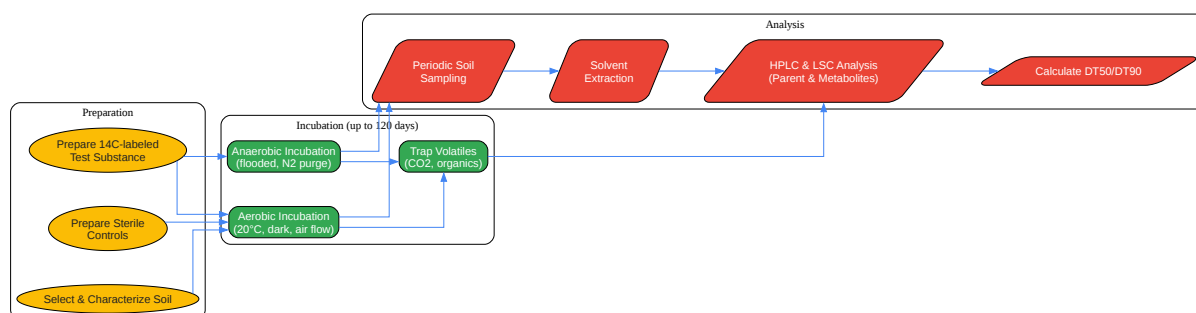 Analysis
Periodic Soil
Sampling
Solvent
Extraction
HPLC & LSC Analysis
(Parent & Metabolites)
Calculate DT50/DT90
Preparation
Prepare 14C-labeled
Test Substance
Prepare Sterile
Controls
Select & Characterize Soil
Incubation (up to 120 days)
Anaerobic Incubation
(flooded, N2 purge)
Trap Volatiles
(CO2, organics)
Aerobic Incubation
(20°C, dark, air flow)